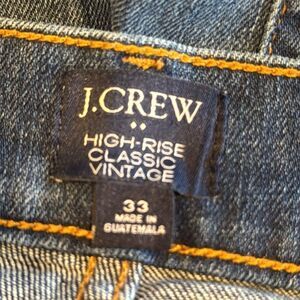 J.CREW
HIGH-RISE
CLASSIC
VINTAGE
33
MADE IN
GUATEMALA